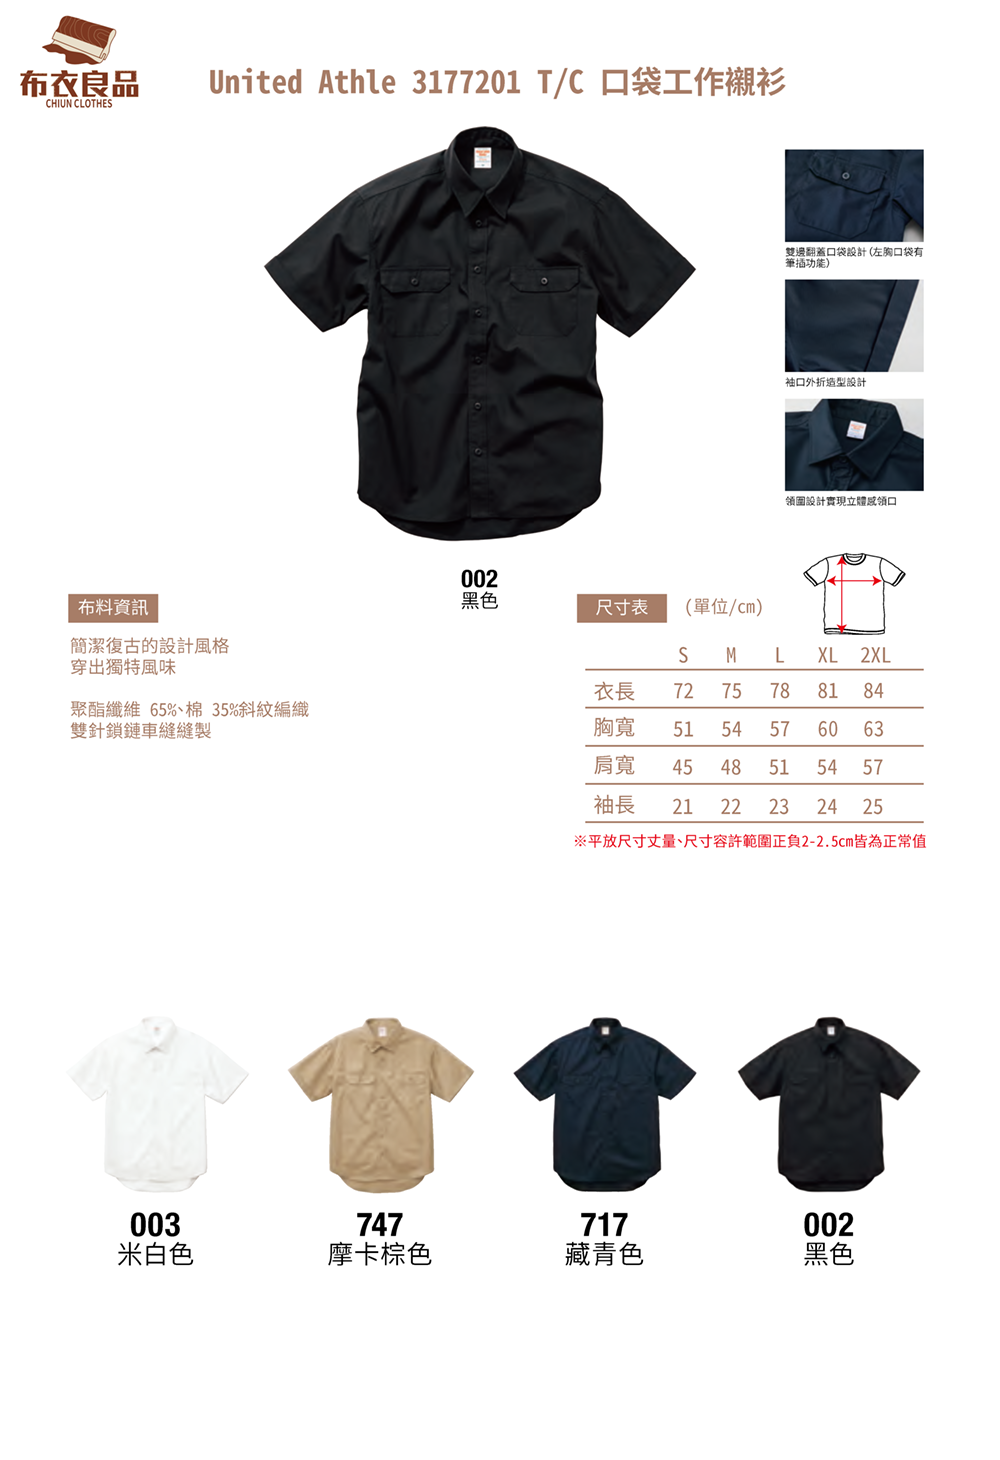 布衣良品
CHIUN CLOTHES
United Athle 3177201 T/C 口袋工作襯衫
雙邊翻蓋口袋設計(左胸口袋有
筆插功能)
袖口外折造型設計
領圍設計實現立體感領口
002
黑色
布料資訊
簡潔復古的設計風格
穿出獨特風味
聚酯纖維 65%、棉 35%斜紋編織
雙針鎖鏈車縫縫製
尺寸表 (單位/cm)
S M L XL 2XL
衣長 72 75 78 81 84
胸寬 51 54 57 60 63
肩寬 45 48 51 54 57
袖長 21 22 23 24 25
※平放尺寸丈量、尺寸容許範圍正負2-2.5cm皆為正常值
003 747 717 002
米白色 摩卡棕色 藏青色 黑色